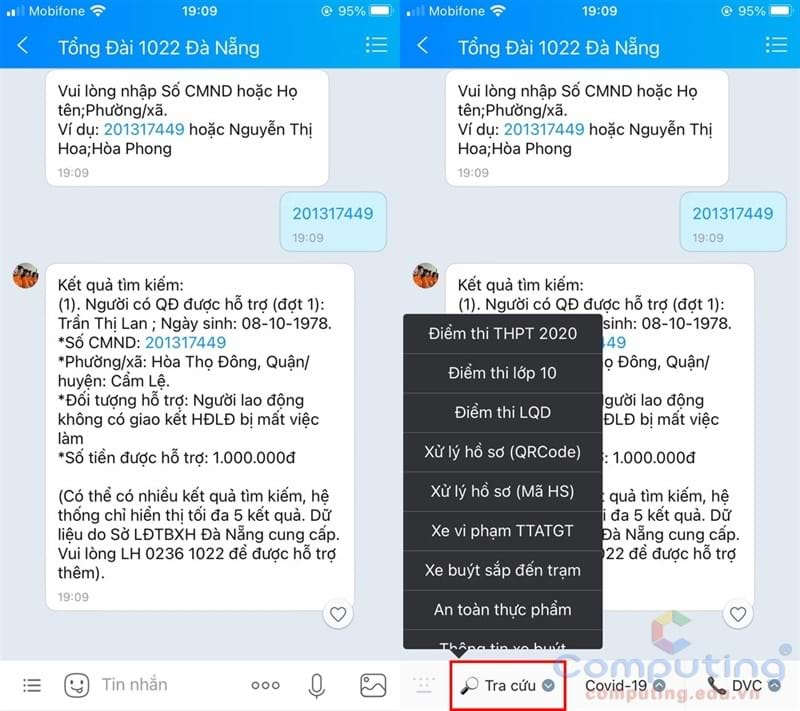 Mobifone 19:09 95%
Tổng Đài 1022 Đà Nẵng
Vui lòng nhập Số CMND hoặc Họ
tên;Phường/xã.
Ví dụ: 201317449 hoặc Nguyễn Thị
Hoa;Hòa Phong
19:09
201317449
19:09
Kết quả tìm kiếm:
(1). Người có QĐ được hỗ trợ (đợt 1):
Trần Thị Lan ; Ngày sinh: 08-10-1978.
*Số CMND: 201317449
*Phường/xã: Hòa Thọ Đông, Quận/
huyện: Cẩm Lệ.
*Đối tượng hỗ trợ: Người lao động
không có giao kết HĐLĐ bị mất việc
làm
*Số tiền được hỗ trợ: 1.000.000đ
(Có thể có nhiều kết quả tìm kiếm, hệ
thống chỉ hiển thị tối đa 5 kết quả. Dữ
liệu do Sở LĐTBXH Đà Nẵng cung cấp.
Vui lòng LH 0236 1022 để được hỗ trợ
thêm).
19:09
Tin nhắn
Mobifone 19:09 95%
Tổng Đài 1022 Đà Nẵng
Vui lòng nhập Số CMND hoặc Họ
tên;Phường/xã.
Ví dụ: 201317449 hoặc Nguyễn Thị
Hoa;Hòa Phong
19:09
201317449
19:09
Kết quả tìm kiếm:
(1). Người có QĐ được hỗ trợ (đợt 1):
sinh: 08-10-1978.
449
Thọ Đông, Quận/
gười lao động
ĐLĐ bị mất việc
: 1.000.000đ
quả tìm kiếm, hệ
i đa 5 kết quả. Dữ
Đà Nẵng cung cấp.
022 để được hỗ trợ
Điểm thi THPT 2020
Điểm thi lớp 10
Điểm thi LQD
Xử lý hồ sơ (QRCode)
Xử lý hồ sơ (Mã HS)
Xe vi phạm TTATGT
Xe buýt sắp đến trạm
An toàn thực phẩm
Thông tin xe buýt
Tra cứu Covid-19 DVC
Computing
computing.edu.vn